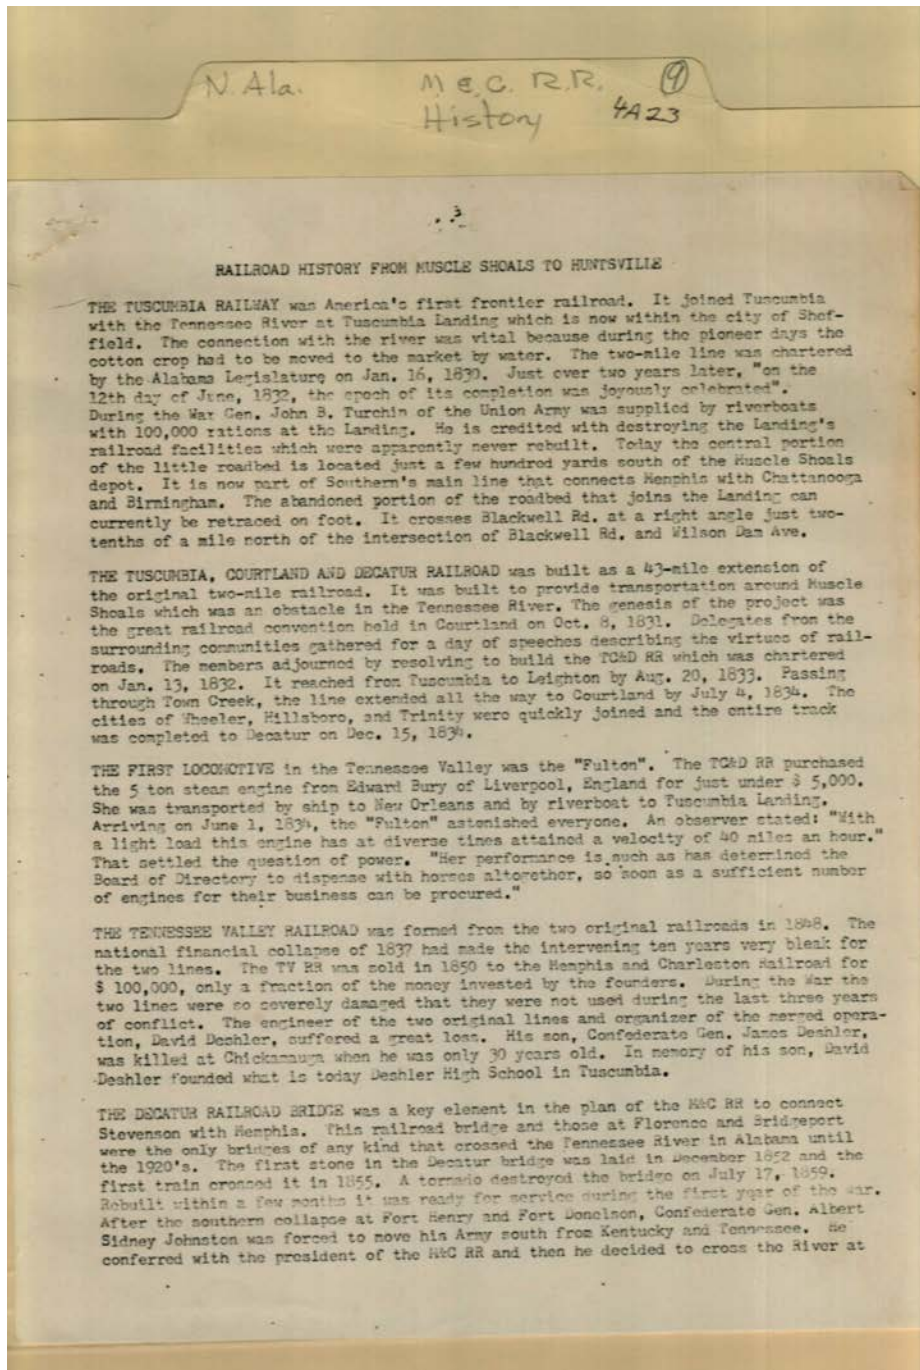 N. Ala. M & C. R.R. 9
History 4A23
3
RAILROAD HISTORY FROM MUSCLE SHOALS TO HUNTSVILLE
THE TUSCUMBIA RAILWAY was America's first frontier railroad. It joined Tuscumbia
with the Tennessee River at Tuscumbia Landing which is now within the city of Shef-
field. The connection with the river was vital because during the pioneer days the
cotton crop had to be moved to the market by water. The two-mile line was chartered
by the Alabama Legislature on Jan. 16, 1830. Just over two years later, "on the
12th day of June, 1832, the epoch of its completion was joyously celebrated".
During the War Gen. John B. Turchin of the Union Army was supplied by riverboats
with 100,000 rations at the Landing. He is credited with destroying the Landing's
railroad facilities which were apparently never rebuilt. Today the central portion
of the little roadbed is located just a few hundred yards south of the Muscle Shoals
depot. It is now part of Southern's main line that connects Memphis with Chattanooga
and Birmingham. The abandoned portion of the roadbed that joins the Landing can
currently be retraced on foot. It crosses Blackwell Rd. at a right angle just two-
tenths of a mile north of the intersection of Blackwell Rd. and Wilson Dam Ave.
THE TUSCUMBIA, COURTLAND AND DECATUR RAILROAD was built as a 43-mile extension of
the original two-mile railroad. It was built to provide transportation around Muscle
Shoals which was an obstacle in the Tennessee River. The genesis of the project was
the great railroad convention held in Courtland on Oct. 8, 1831. Delegates from the
surrounding communities gathered for a day of speeches describing the virtues of rail-
roads. The members adjourned by resolving to build the TC&D RR which was chartered
on Jan. 13, 1832. It reached from Tuscumbia to Leighton by Aug. 20, 1833. Passing
through Town Creek, the line extended all the way to Courtland by July 4, 1834. The
cities of Wheeler, Hillsboro, and Trinity were quickly joined and the entire track
was completed to Decatur on Dec. 15, 1834.
THE FIRST LOCOMOTIVE in the Tennessee Valley was the "Fulton". The TC&D RR purchased
the 5 ton steam engine from Edward Bury of Liverpool, England for just under $ 5,000.
She was transported by ship to New Orleans and by riverboat to Tuscumbia Landing.
Arriving on June 1, 1834, the "Fulton" astonished everyone. An observer stated: "With
a light load this engine has at diverse times attained a velocity of 40 miles an hour."
That settled the question of power. "Her performance is such as has determined the
Board of Directory to dispense with horses altogether, so soon as a sufficient number
of engines for their business can be procured."
THE TENNESSEE VALLEY RAILROAD was formed from the two original railroads in 1848. The
national financial collapse of 1837 had made the intervening ten years very bleak for
the two lines. The TV RR was sold in 1850 to the Memphis and Charleston Railroad for
$ 100,000, only a fraction of the money invested by the founders. During the War the
two lines were so severely damaged that they were not used during the last three years
of conflict. The engineer of the two original lines and organizer of the merged opera-
tion, David Deshler, suffered a great loss. His son, Confederate Gen. James Deshler,
was killed at Chickamauga when he was only 30 years old. In memory of his son, David
Deshler founded what is today Deshler High School in Tuscumbia.
THE DECATUR RAILROAD BRIDGE was a key element in the plan of the M&C RR to connect
Stevenson with Memphis. This railroad bridge and those at Florence and Bridgeport
were the only bridges of any kind that crossed the Tennessee River in Alabama until
the 1920's. The first stone in the Decatur bridge was laid in December 1852 and the
first train crossed it in 1855. A tornado destroyed the bridge on July 17, 1859.
Rebuilt within a few months it was ready for service during the first year of the War.
After the southern collapse at Fort Henry and Fort Donelson, Confederate Gen. Albert
Sidney Johnston was forced to move his Army south from Kentucky and Tennessee. He
conferred with the president of the M&C RR and then he decided to cross the River at